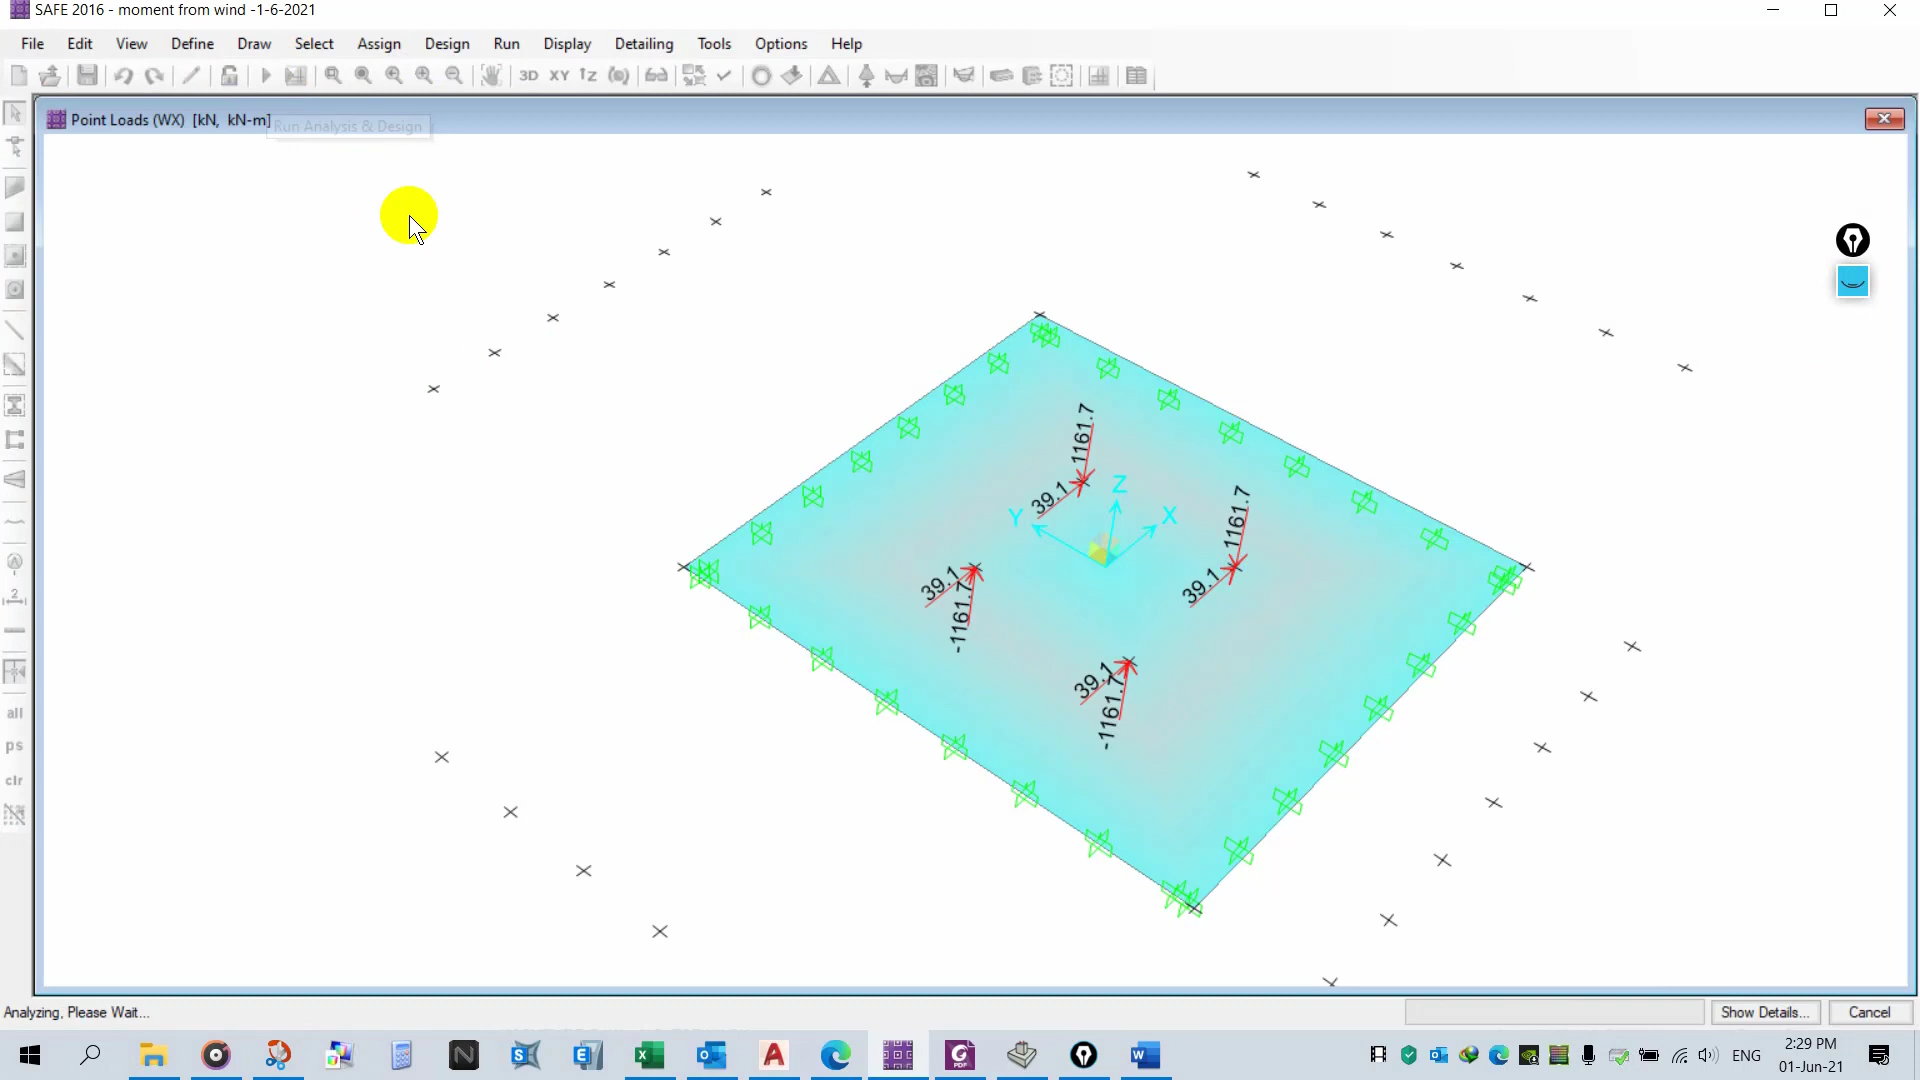 SAFE 2016 - moment from wind -1-6-2021
File Edit View Define Draw Select Assign Design Run Display Detailing Tools Options Help
3D XY
Point Loads (WX) [kN, kN-m]
Run Analysis & Design
1161.7
39.1
Z
1161.7
Y
X
39.1
39.1
-1161.7
39.1
-1161.7
2
all
ps
clr
Analyzing, Please Wait...
Show Details...
Cancel
2:29 PM
ENG
01-Jun-21